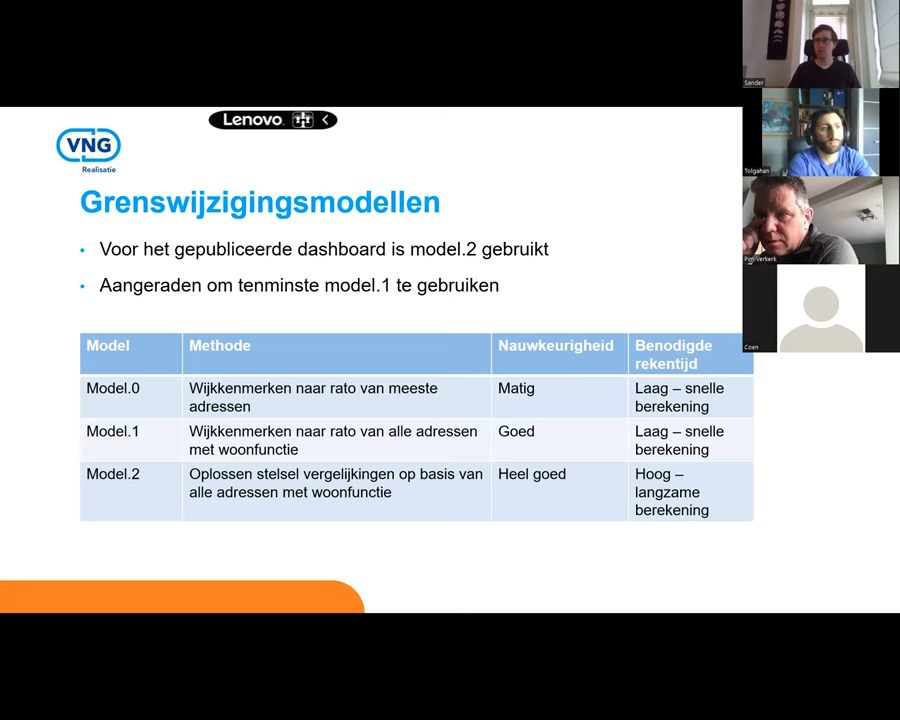 Lenovo
VNG
Realisatie
Grenswijzigingsmodellen
• Voor het gepubliceerde dashboard is model.2 gebruikt
• Aangeraden om tenminste model.1 te gebruiken
Model Methode Nauwkeurigheid Benodigde
rekentijd
Model.0 Wijkkenmerken naar rato van meeste Matig Laag – snelle
adressen berekening
Model.1 Wijkkenmerken naar rato van alle adressen Goed Laag – snelle
met woonfunctie berekening
Model.2 Oplossen stelsel vergelijkingen op basis van Heel goed Hoog –
alle adressen met woonfunctie langzame
berekening
Sander
Tolgahan
Pim Verkerk
Coen